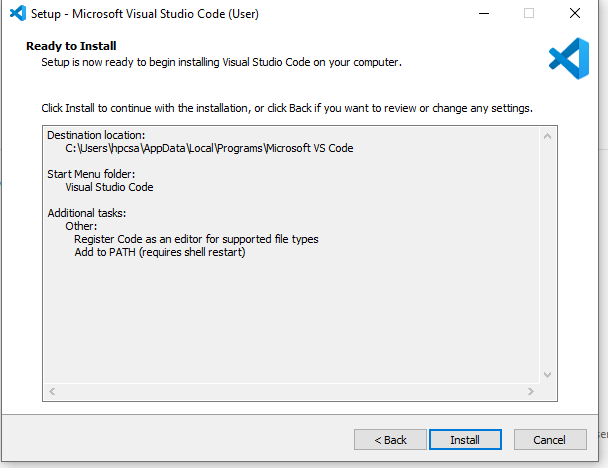 Setup - Microsoft Visual Studio Code (User)
Ready to Install
Setup is now ready to begin installing Visual Studio Code on your computer.
Click Install to continue with the installation, or click Back if you want to review or change any settings.
Destination location:
C:\Users\hpcsa\AppData\Local\Programs\Microsoft VS Code
Start Menu folder:
Visual Studio Code
Additional tasks:
Other:
Register Code as an editor for supported file types
Add to PATH (requires shell restart)
< Back
Install
Cancel